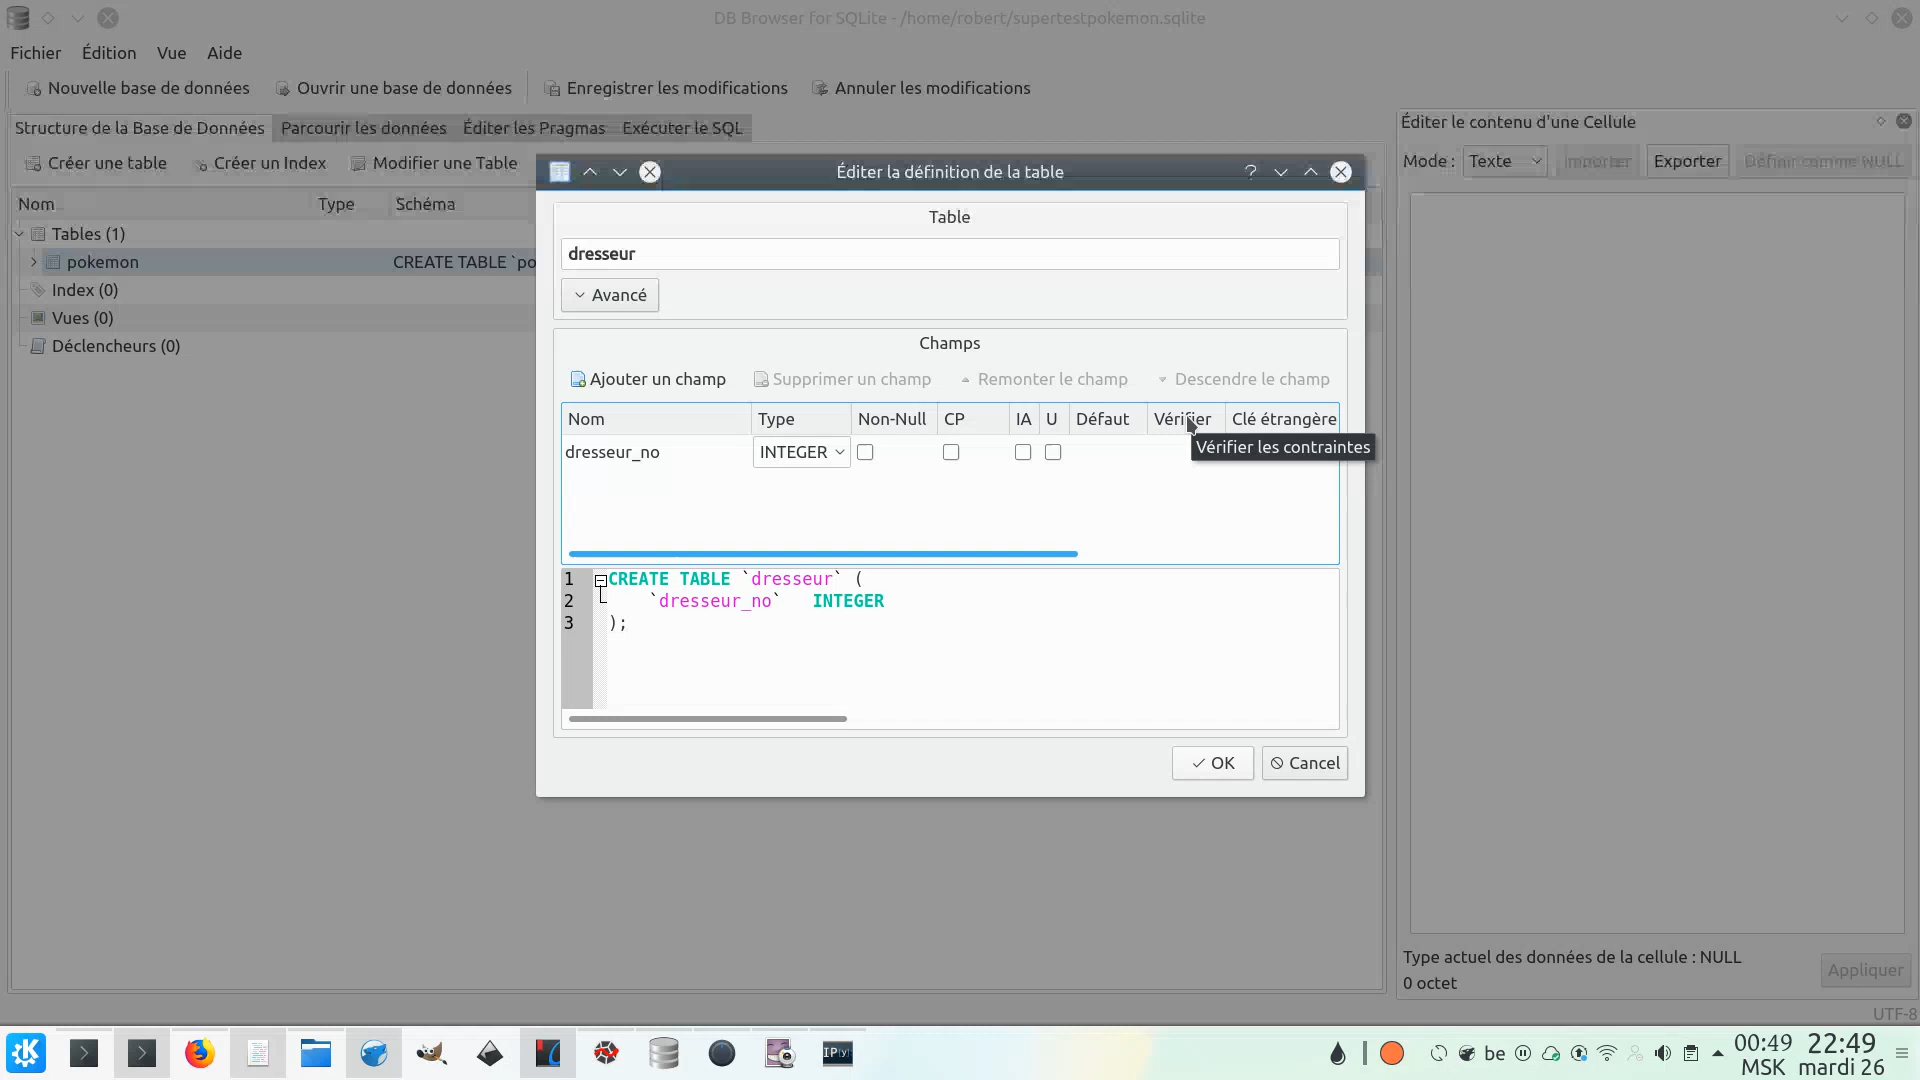 DB Browser for SQLite - /home/robert/supertestpokemon.sqlite
Fichier Édition Vue Aide
Nouvelle base de données Ouvrir une base de données Enregistrer les modifications Annuler les modifications
Structure de la Base de Données Parcourir les données Éditer les Pragmas Exécuter le SQL
Créer une table Créer un Index Modifier une Table
Nom Type Schéma
Tables (1)
pokemon CREATE TABLE `po
Index (0)
Vues (0)
Déclencheurs (0)
Éditer la définition de la table
Table
dresseur
Avancé
Champs
Ajouter un champ Supprimer un champ Remonter le champ Descendre le champ
Nom Type Non-Null CP IA U Défaut Vérifier Clé étrangère
dresseur_no INTEGER
Vérifier les contraintes
1 CREATE TABLE `dresseur` (
2 `dresseur_no` INTEGER
3 );
OK Cancel
Éditer le contenu d'une Cellule
Mode : Texte Importer Exporter Définir comme NULL
Type actuel des données de la cellule : NULL
0 octet
Appliquer
UTF-8
IP[y]
be
00:49 22:49
MSK mardi 26